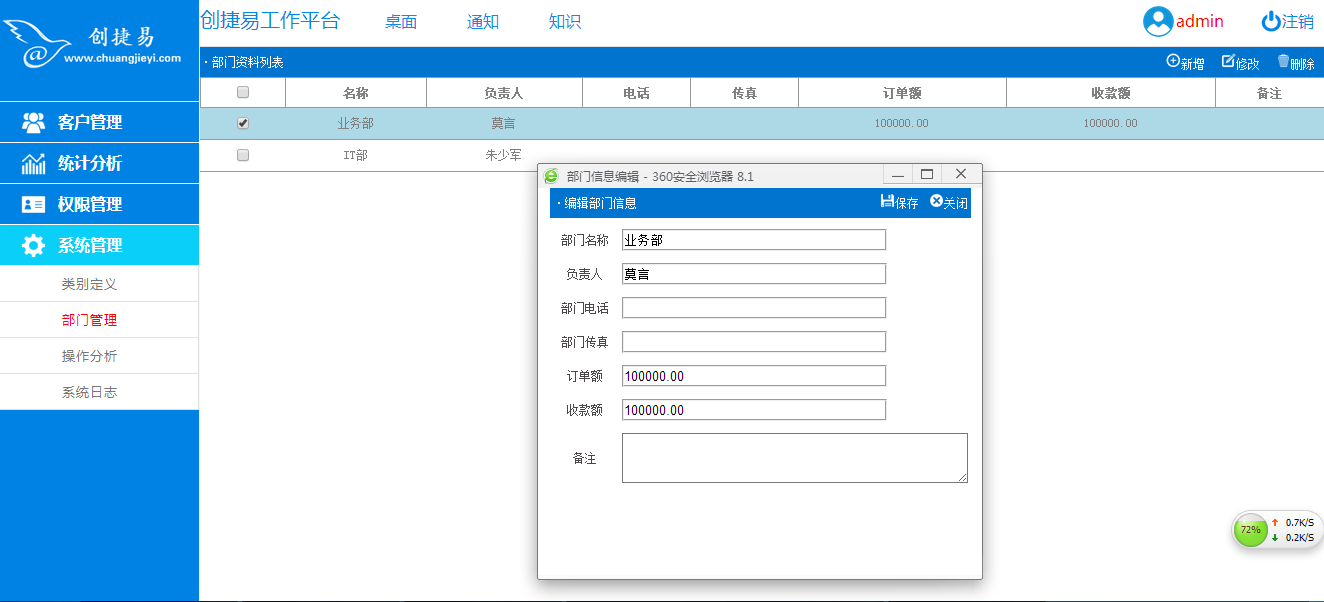 创捷易
www.chuangjieyi.com
创捷易工作平台 桌面 通知 知识 admin 注销
· 部门资料列表 新增 修改 删除
名称 负责人 电话 传真 订单额 收款额 备注
业务部 莫言 100000.00 100000.00
IT部 朱少军
客户管理
统计分析
权限管理
系统管理
类别定义
部门管理
操作分析
系统日志
部门信息编辑 - 360安全浏览器 8.1
· 编辑部门信息 保存 关闭
部门名称 业务部
负责人 莫言
部门电话
部门传真
订单额 100000.00
收款额 100000.00
备注
72% ↑ 0.7K/S
↓ 0.2K/S